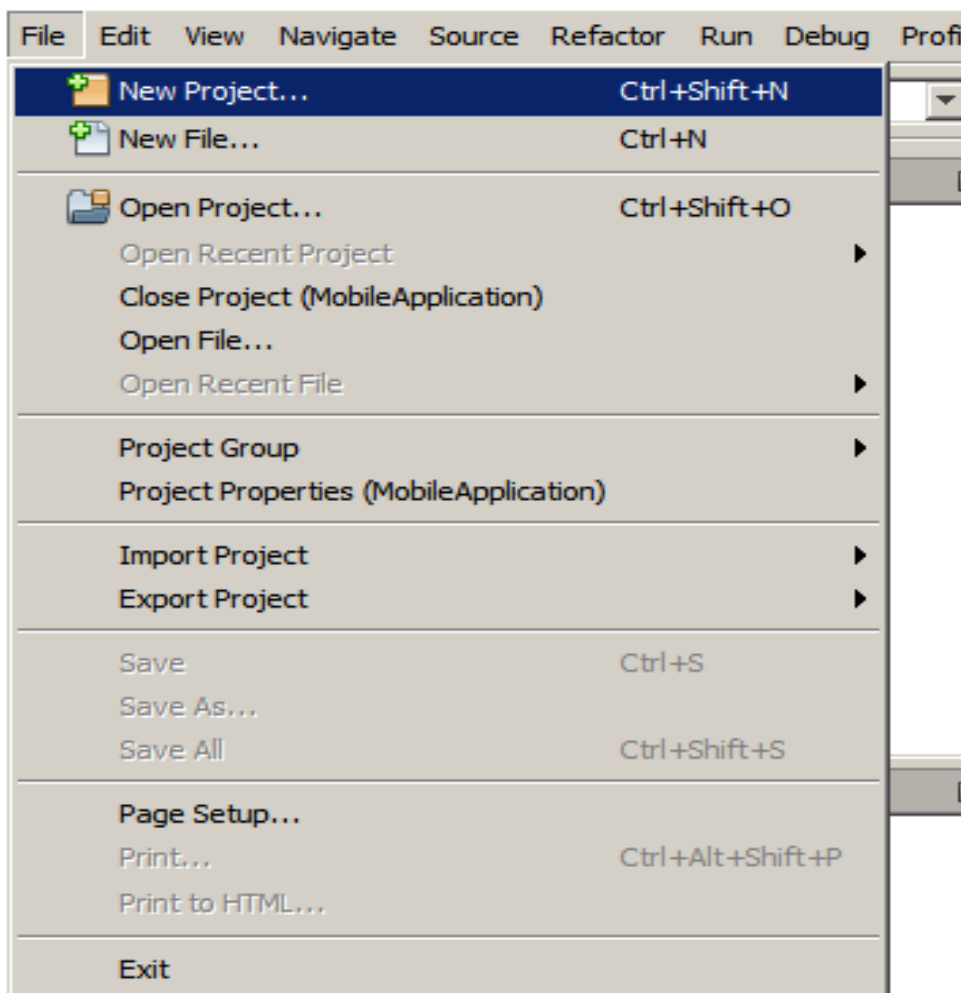 File Edit View Navigate Source Refactor Run Debug
New Project... Ctrl+Shift+N
New File... Ctrl+N
Open Project... Ctrl+Shift+O
Open Recent Project
Close Project (MobileApplication)
Open File...
Open Recent File
Project Group
Project Properties (MobileApplication)
Import Project
Export Project
Save Ctrl+S
Save As...
Save All Ctrl+Shift+S
Page Setup...
Print... Ctrl+Alt+Shift+P
Print to HTML...
Exit